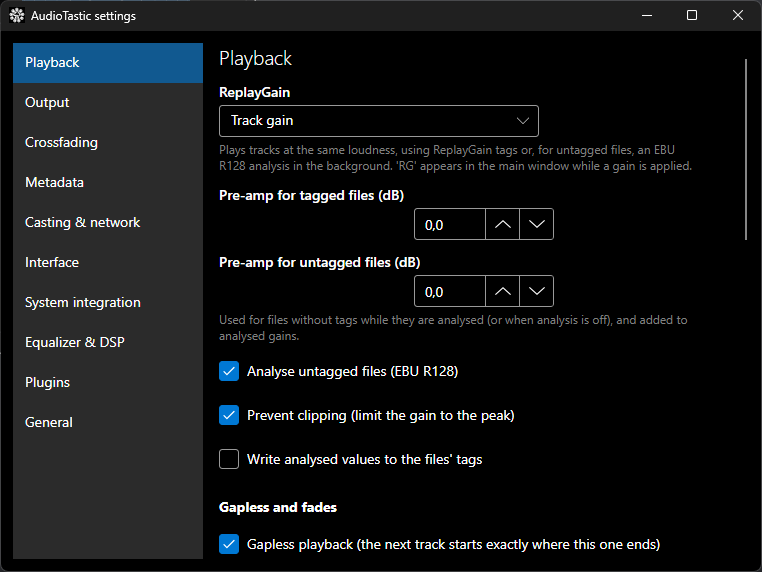 AudioTastic settings
Playback
Output
Crossfading
Metadata
Casting & network
Interface
System integration
Equalizer & DSP
Plugins
General
Playback
ReplayGain
Track gain
Plays tracks at the same loudness, using ReplayGain tags or, for untagged files, an EBU
R128 analysis in the background. 'RG' appears in the main window while a gain is applied.
Pre-amp for tagged files (dB)
0,0
Pre-amp for untagged files (dB)
0,0
Used for files without tags while they are analysed (or when analysis is off), and added to
analysed gains.
Analyse untagged files (EBU R128)
Prevent clipping (limit the gain to the peak)
Write analysed values to the files' tags
Gapless and fades
Gapless playback (the next track starts exactly where this one ends)